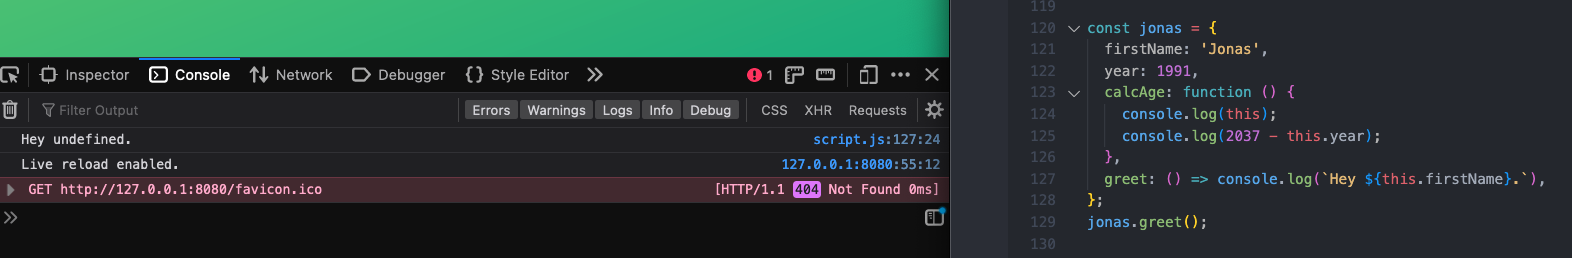 Inspector Console Network Debugger Style Editor 1
Filter Output Errors Warnings Logs Info Debug CSS XHR Requests
Hey undefined. script.js:127:24
Live reload enabled. 127.0.0.1:8080:55:12
GET http://127.0.0.1:8080/favicon.ico [HTTP/1.1 404 Not Found 0ms]
119
120 const jonas = {
121 firstName: 'Jonas',
122 year: 1991,
123 calcAge: function () {
124 console.log(this);
125 console.log(2037 - this.year);
126 },
127 greet: () => console.log(`Hey ${this.firstName}.`),
128 };
129 jonas.greet();
130